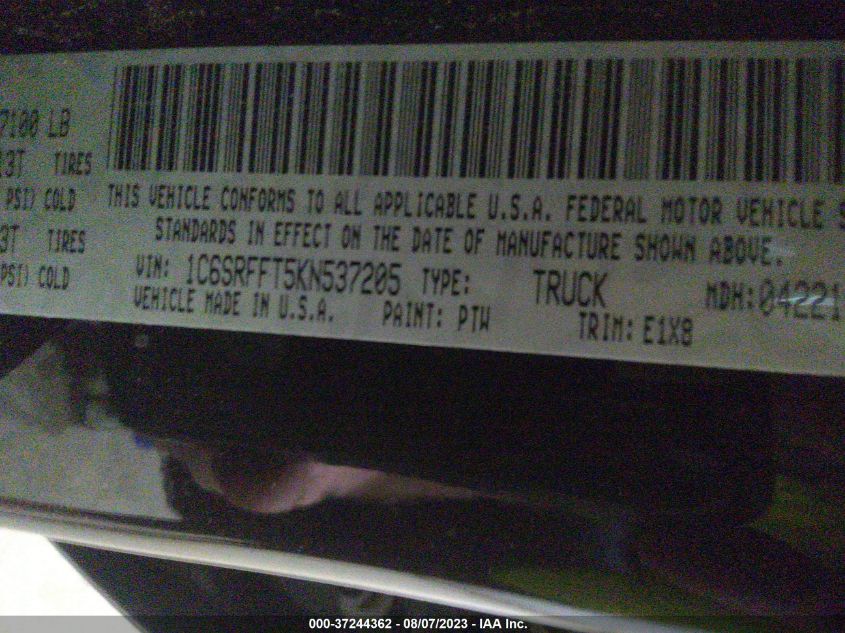 7100 LB
3T TIRES
PSI) COLD
3T TIRES
PSI) COLD
THIS VEHICLE CONFORMS TO ALL APPLICABLE U.S.A. FEDERAL MOTOR VEHICLE S
STANDARDS IN EFFECT ON THE DATE OF MANUFACTURE SHOWN ABOVE.
VIN: 1C6SRFFT5KN537205 TYPE: TRUCK MDH: 04221
VEHICLE MADE IN U.S.A. PAINT: PTW TRIM: E1X8
000-37244362 - 08/07/2023 - IAA Inc.